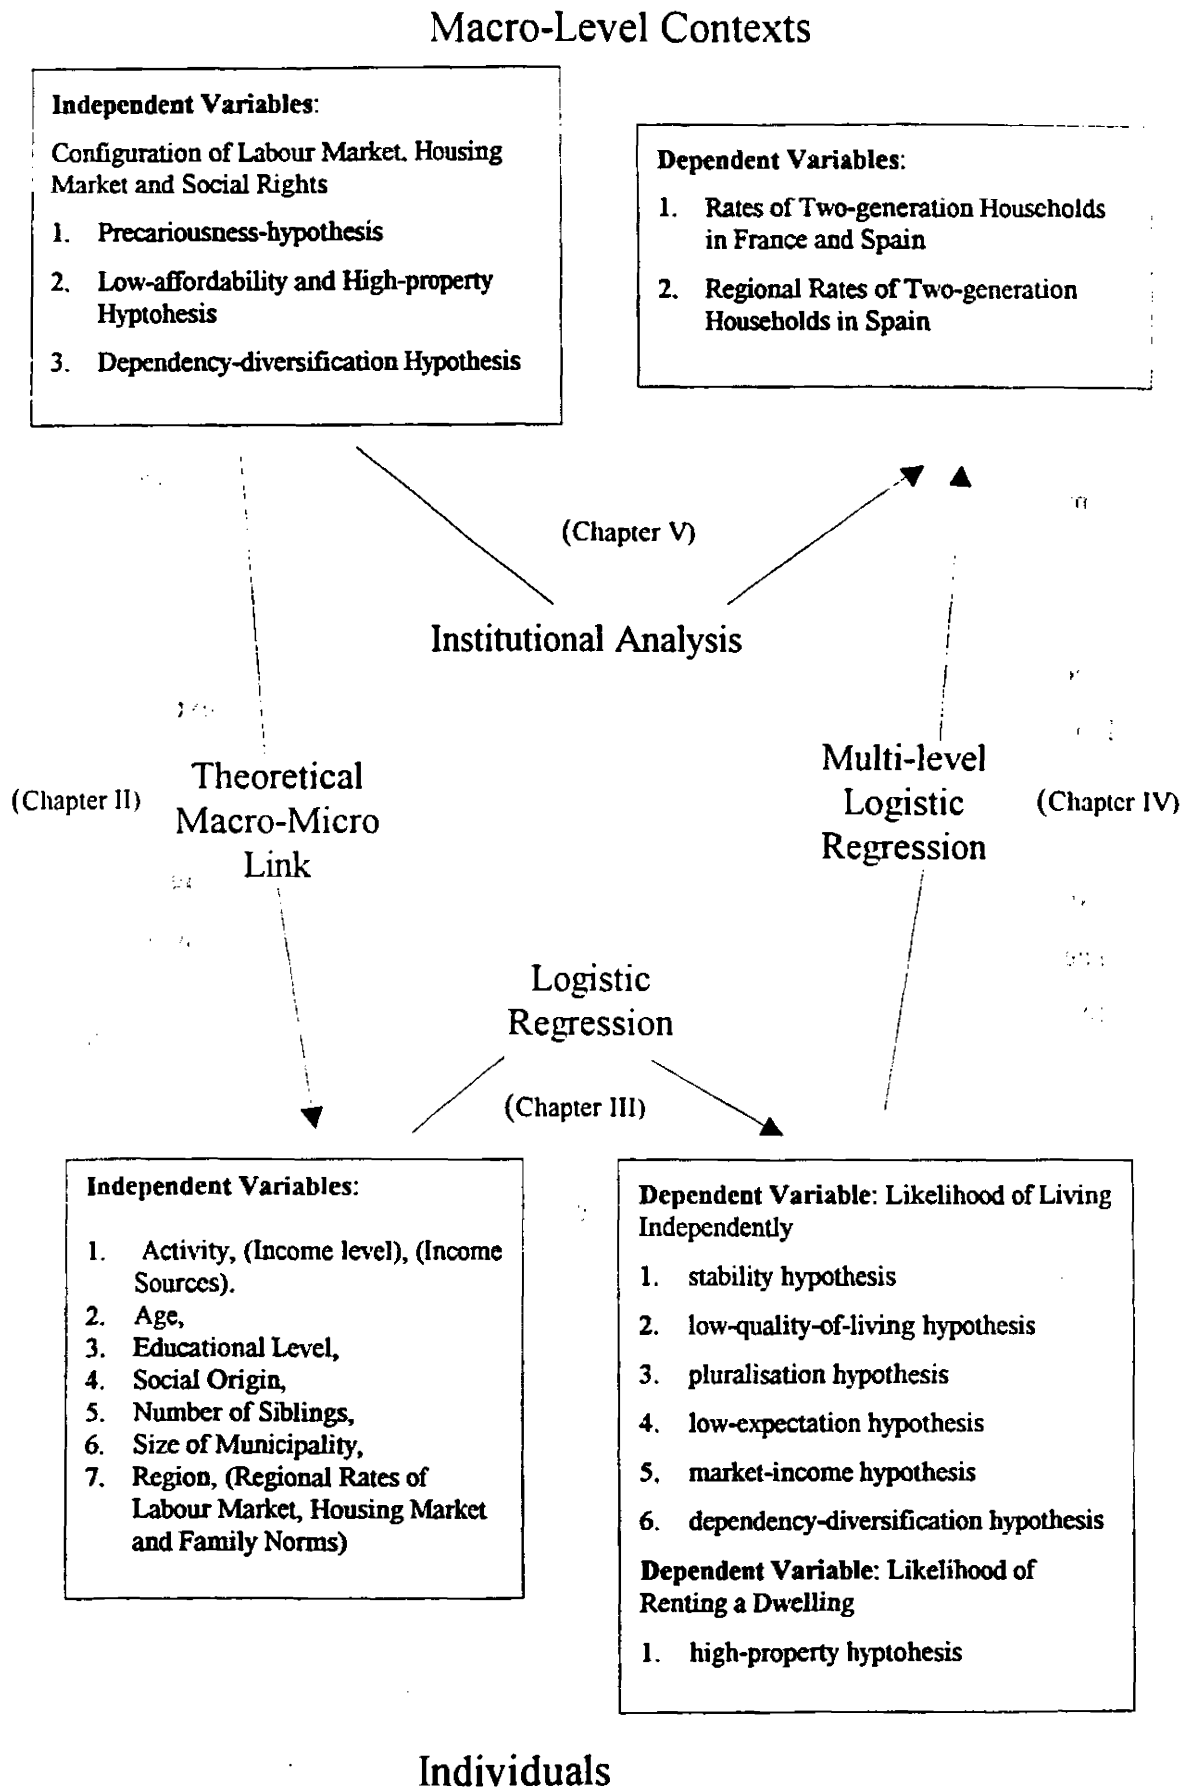 Macro-Level Contexts
Independent Variables:
Configuration of Labour Market, Housing
Market and Social Rights
1. Precariousness-hypothesis
2. Low-affordability and High-property
Hyptohesis
3. Dependency-diversification Hypothesis
Dependent Variables:
1. Rates of Two-generation Households
in France and Spain
2. Regional Rates of Two-generation
Households in Spain
(Chapter V)
Institutional Analysis
(Chapter II)
Theoretical
Macro-Micro
Link
Multi-level
Logistic
Regression
(Chapter IV)
Logistic
Regression
(Chapter III)
Independent Variables:
1. Activity, (Income level), (Income
Sources).
2. Age,
3. Educational Level,
4. Social Origin,
5. Number of Siblings,
6. Size of Municipality,
7. Region, (Regional Rates of
Labour Market, Housing Market
and Family Norms)
Dependent Variable: Likelihood of Living
Independently
1. stability hypothesis
2. low-quality-of-living hypothesis
3. pluralisation hypothesis
4. low-expectation hypothesis
5. market-income hypothesis
6. dependency-diversification hypothesis
Dependent Variable: Likelihood of
Renting a Dwelling
1. high-property hyptohesis
Individuals